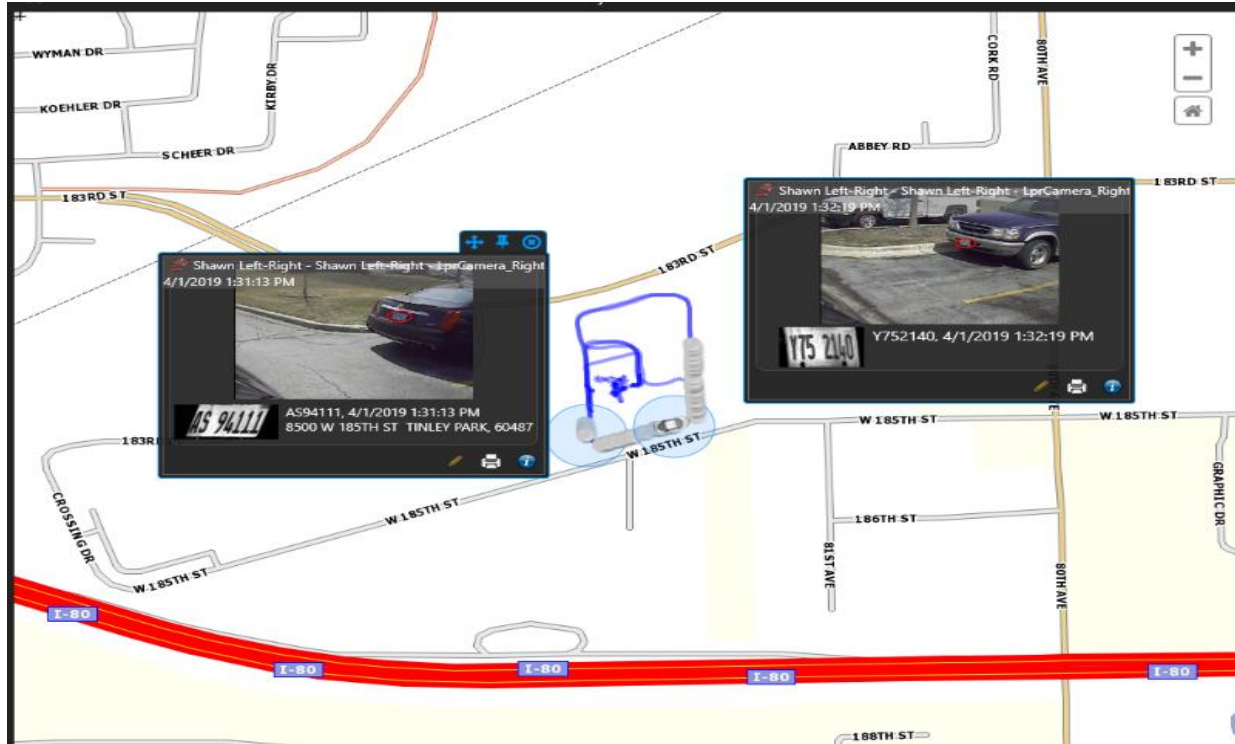 WYMAN DR
KOEHLER DR
KIRBY DR
SCHEER DR
183RD ST
CORK RD
80TH AVE
ABBEY RD
183RD ST
183RD ST
Shawn Left-Right - Shawn Left-Right - LprCamera_Right
4/1/2019 1:31:13 PM
AS 94111
AS94111, 4/1/2019 1:31:13 PM
8500 W 185TH ST TINLEY PARK, 60487
Shawn Left-Right - Shawn Left-Right - LprCamera_Right
4/1/2019 1:32:19 PM
Y75 2140
Y752140, 4/1/2019 1:32:19 PM
183R
W 185TH ST
W 185TH ST
W 185TH ST
W 185TH ST
W 185TH ST
CROSSING DR
186TH ST
81ST AVE
80TH AVE
GRAPHIC DR
I-80
I-80
I-80
I-80
I-80
188TH ST